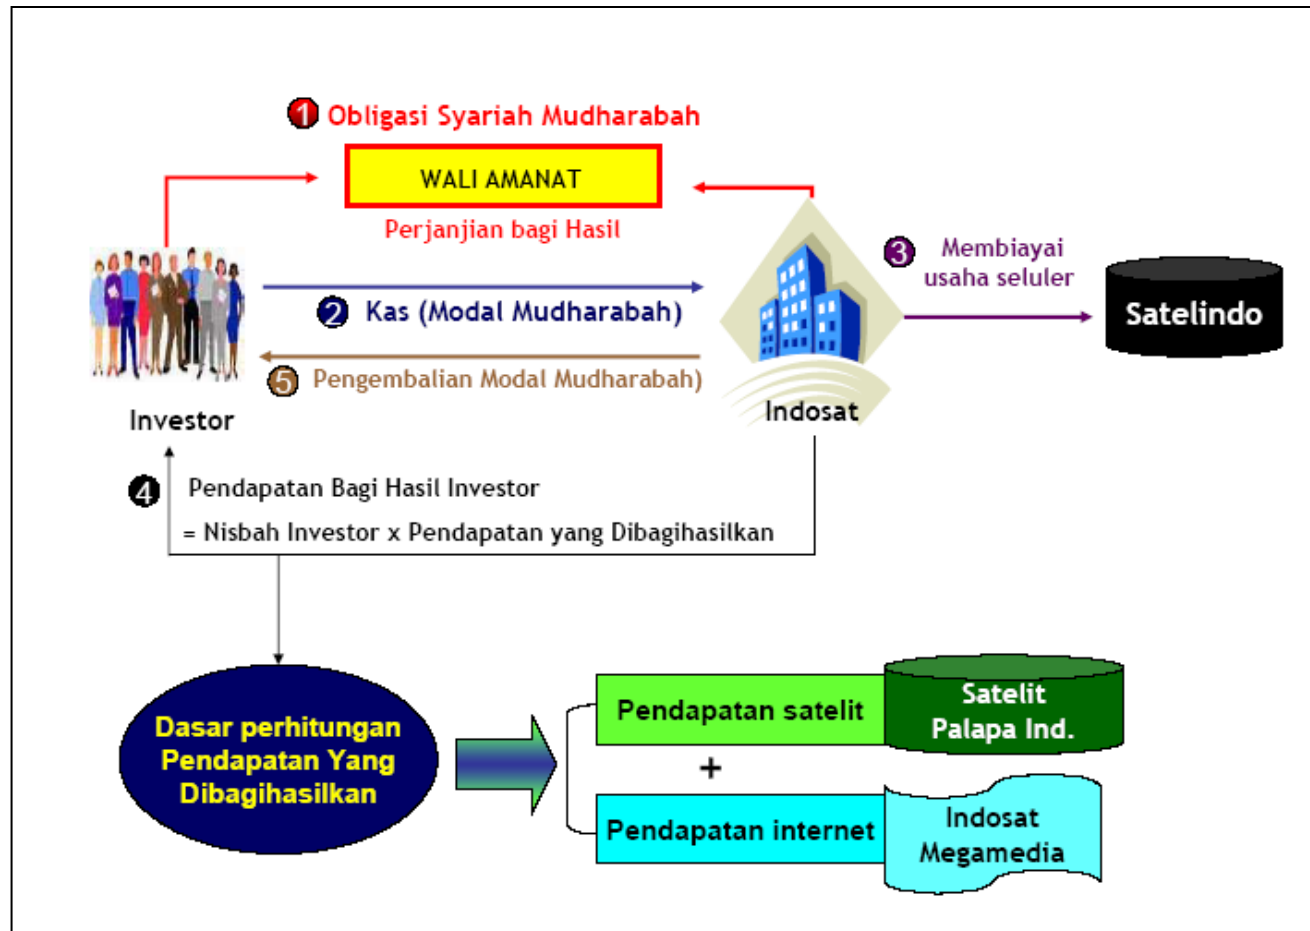 1 Obligasi Syariah Mudharabah
WALI AMANAT
Perjanjian bagi Hasil
3 Membiayai
usaha seluler
Satelindo
2 Kas (Modal Mudharabah)
5 Pengembalian Modal Mudharabah)
Investor
Indosat
4 Pendapatan Bagi Hasil Investor
= Nisbah Investor x Pendapatan yang Dibagihasilkan
Dasar perhitungan
Pendapatan Yang
Dibagihasilkan
Pendapatan satelit
Satelit
Palapa Ind.
+
Pendapatan internet
Indosat
Megamedia